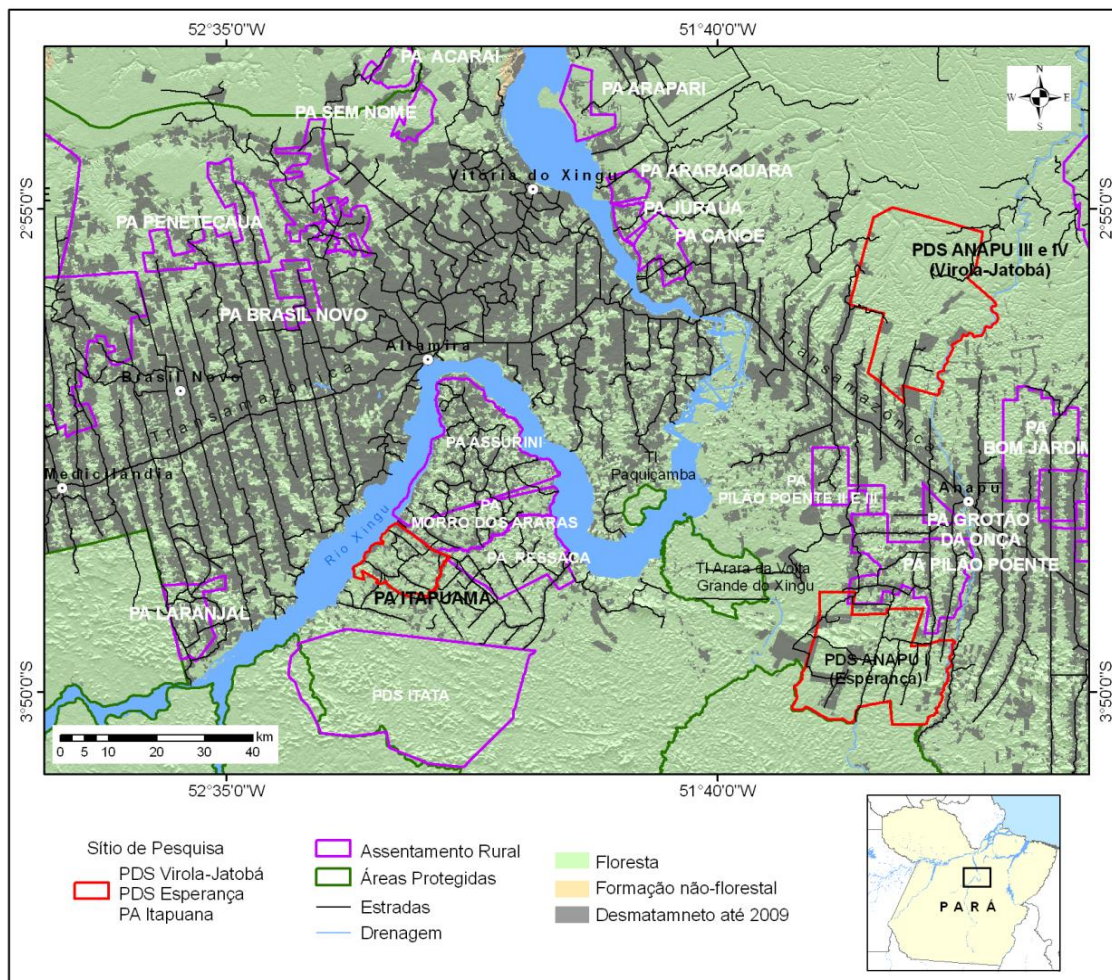 52°35'0"W
51°40'0"W
PA ACARAÍ
PA SEM NOME
PA ARAPARI
N
W E
S
PA ARARAQUARA
Vitória do Xingu
PA JURAUÁ
PA CANOÉ
PA PENETECAUA
2°55'0"S
2°55'0"S
PDS ANAPU III e IV
(Virola-Jatobá)
PA BRASIL NOVO
Altamira
Brasil Novo
Transamazônica
Transamazônica
PA ASSURINI
Medicilândia
TI
Paquiçamba
PA
BOM JARDIM
PA
PILÃO POENTE II E III
Anapú
PA
MORRO DOS ARARAS
PA GROTÃO
DA ONÇA
Rio Xingu
PA RESSACA
TI Arara da Volta
Grande do Xingu
PA PILÃO POENTE
PA ITAPUAMA
PA LARANJAL
PDS ANAPU I
(Esperança)
PDS ITATA
3°50'0"S
3°50'0"S
km
0 5 10 20 30 40
52°35'0"W
51°40'0"W
Sítio de Pesquisa
PDS Virola-Jatobá
PDS Esperança
PA Itapuana
Assentamento Rural
Áreas Protegidas
Estradas
Drenagem
Floresta
Formação não-florestal
Desmatamneto até 2009
PARÁ